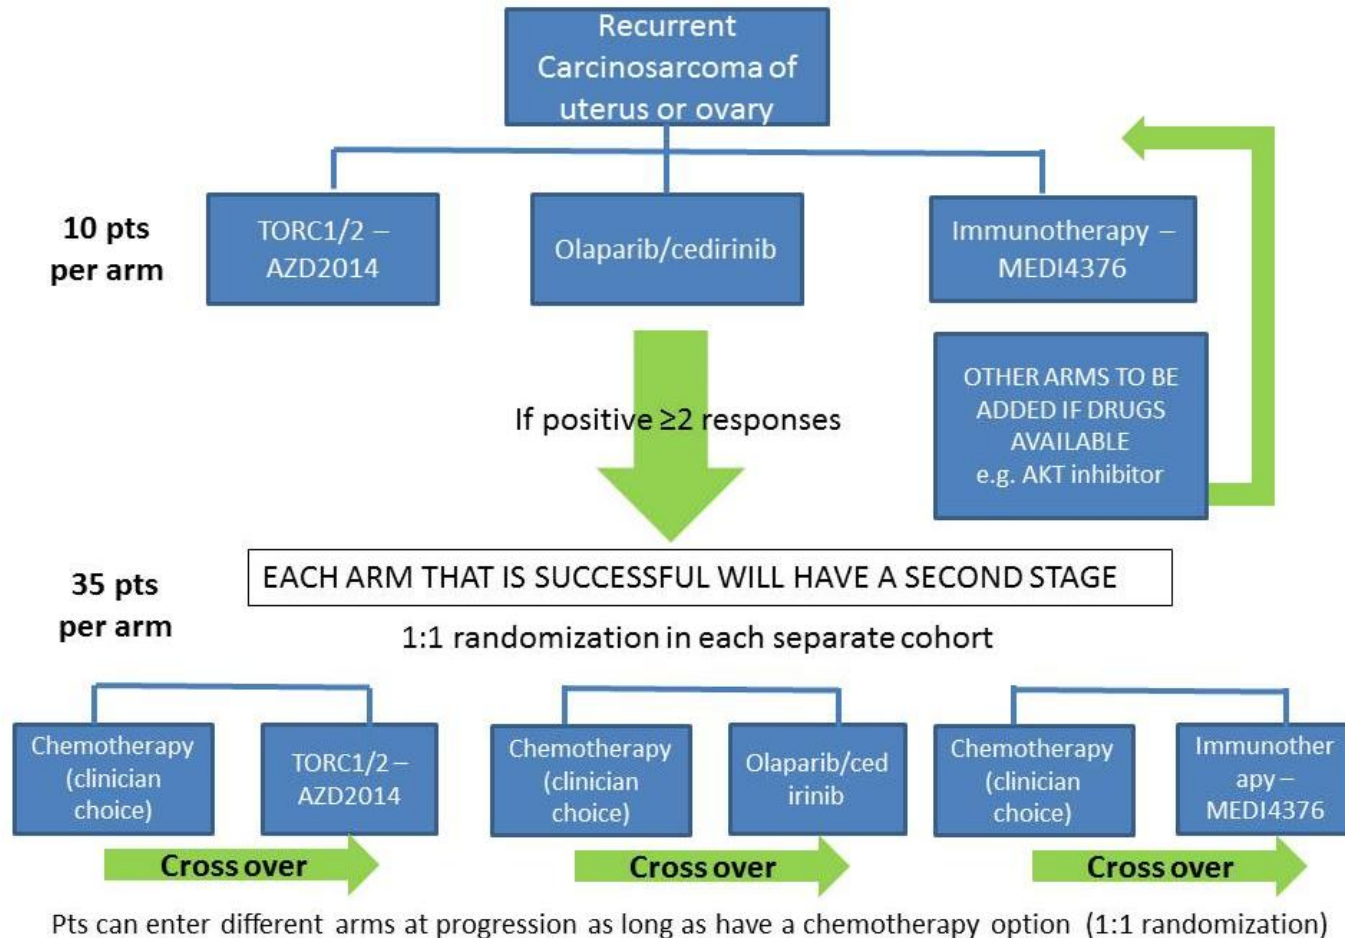 Recurrent
Carcinosarcoma of
uterus or ovary
10 pts
per arm
TORC1/2 –
AZD2014
Olaparib/cedirinib
Immunotherapy –
MEDI4376
OTHER ARMS TO BE
ADDED IF DRUGS
AVAILABLE
e.g. AKT inhibitor
If positive ≥2 responses
35 pts
per arm
EACH ARM THAT IS SUCCESSFUL WILL HAVE A SECOND STAGE
1:1 randomization in each separate cohort
Chemotherapy
(clinician
choice)
TORC1/2 –
AZD2014
Chemotherapy
(clinician
choice)
Olaparib/ced
irinib
Chemotherapy
(clinician
choice)
Immunother
apy –
MEDI4376
Cross over
Cross over
Cross over
Pts can enter different arms at progression as long as have a chemotherapy option (1:1 randomization)